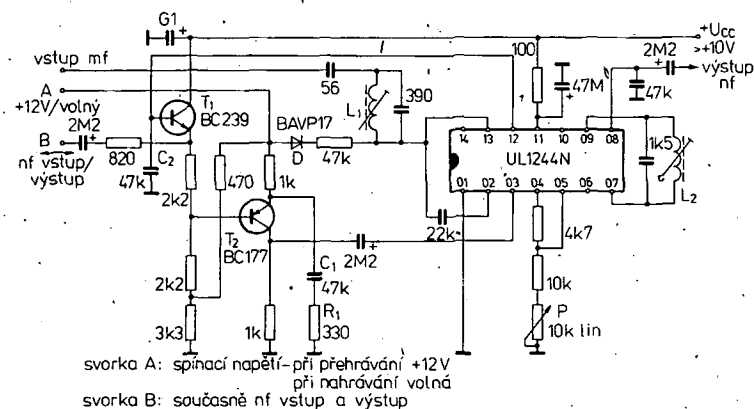 G1 +
+Ucc
>+10V
vstup mf
100
2M2
+
výstup
nf
A
+12V/volný
56
47M
+
47k
T1
BC239
L1
390
B
2M2
+
nf vstup/
výstup
820
C2
47k
BAVP17
D
47k
14 13 12 11 10 09 08
UL1244N
01 02 03 04 05 06 07
1k5
L2
2k2
470
1k
T2
BC177
22k
4k7
2M2
+
C1
47k
10k
2k2
3k3
1k
R1
330
P
10k lin
svorka A: spínací napětí-při přehrávání +12V
při nahrávání volná
svorka B: současně nf vstup a výstup